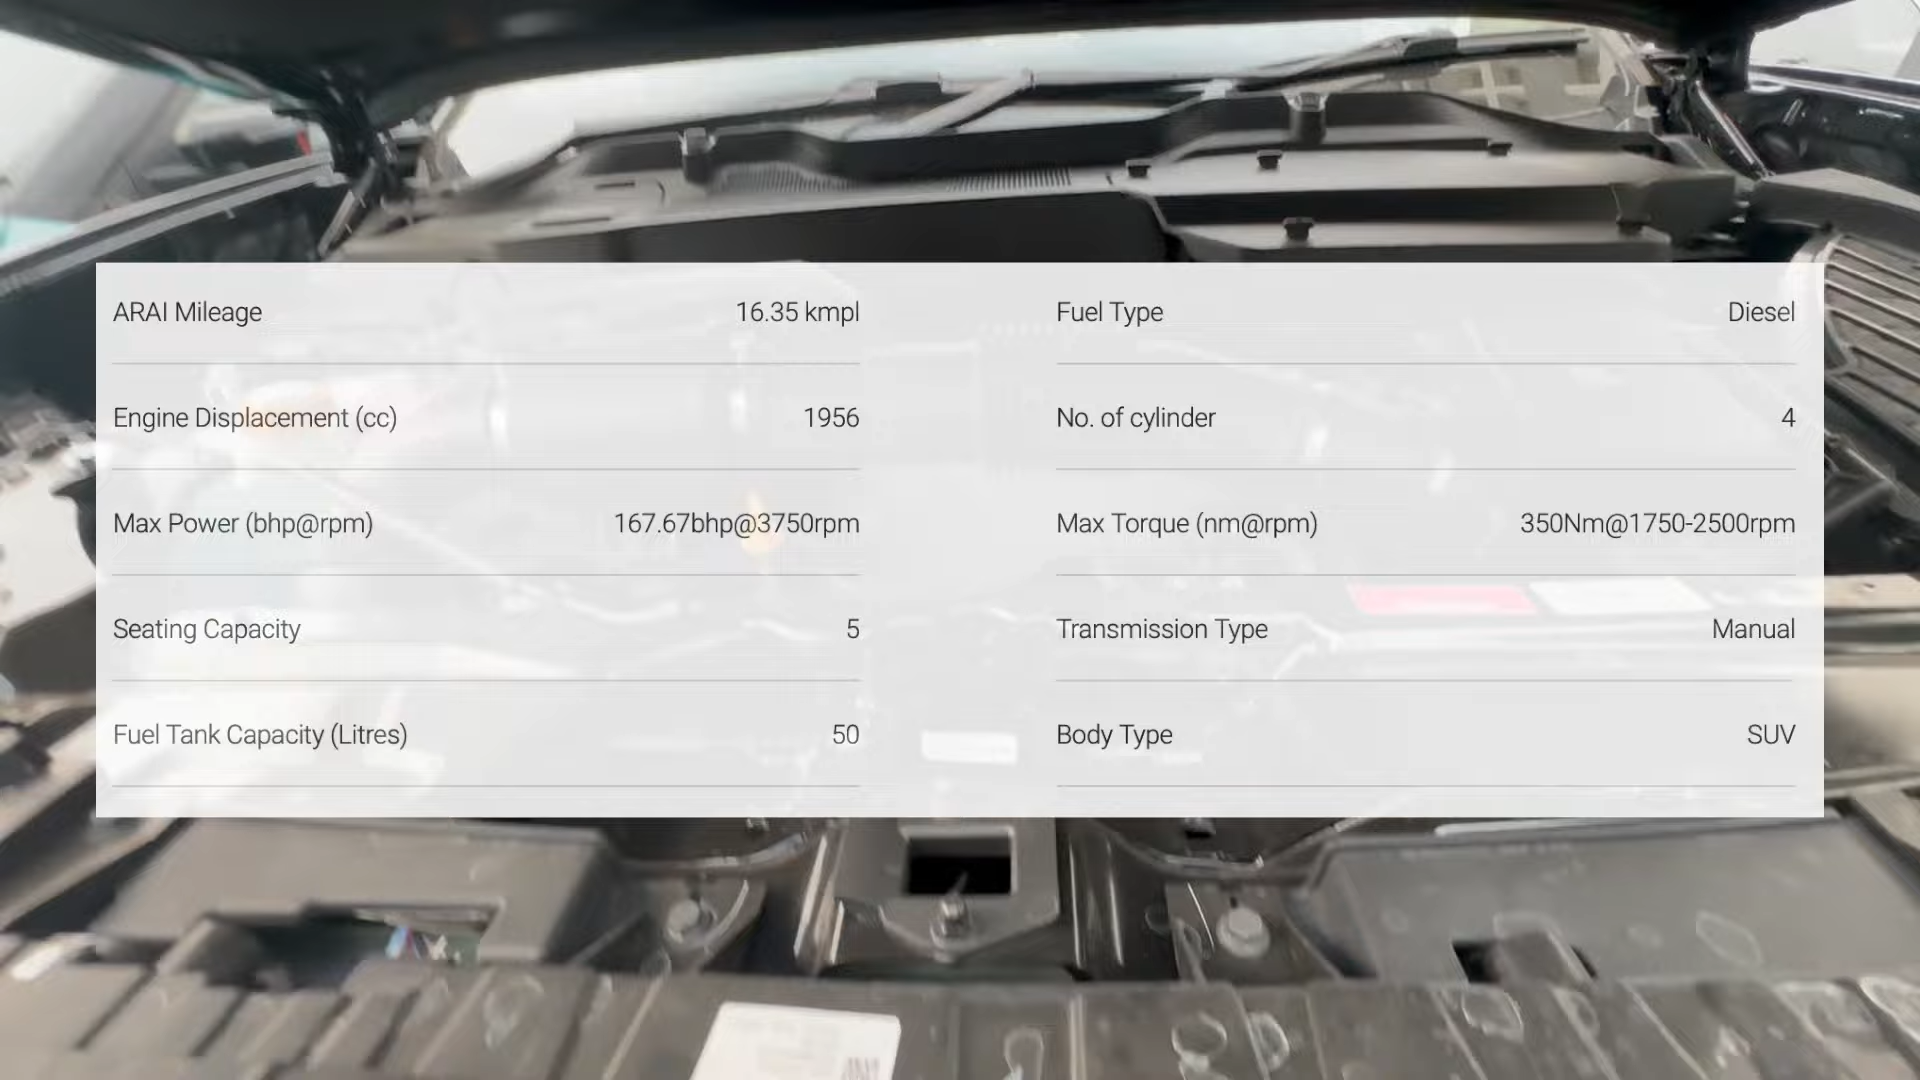 ARAI Mileage 16.35 kmpl Fuel Type Diesel
Engine Displacement (cc) 1956 No. of cylinder 4
Max Power (bhp@rpm) 167.67bhp@3750rpm Max Torque (nm@rpm) 350Nm@1750-2500rpm
Seating Capacity 5 Transmission Type Manual
Fuel Tank Capacity (Litres) 50 Body Type SUV